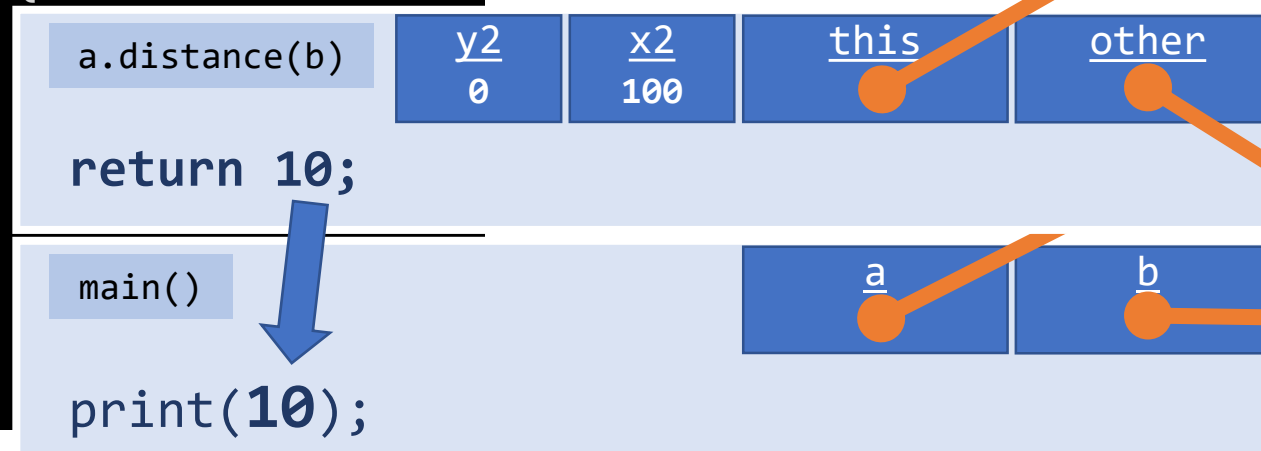 a.distance(b)
y2
0
x2
100
this
other
return 10;
main()
a
b
print(10);